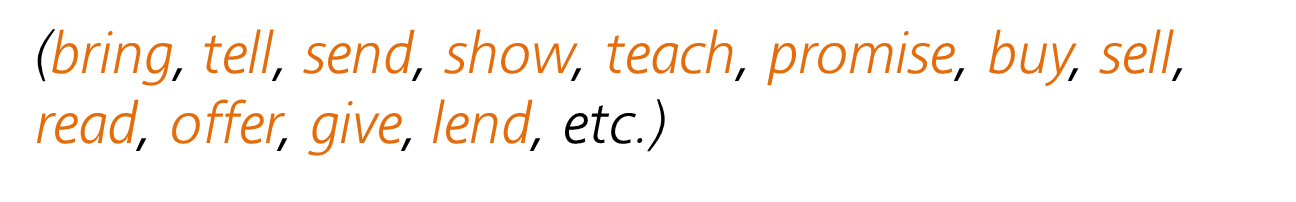 (bring, tell, send, show, teach, promise, buy, sell,
read, offer, give, lend, etc.)